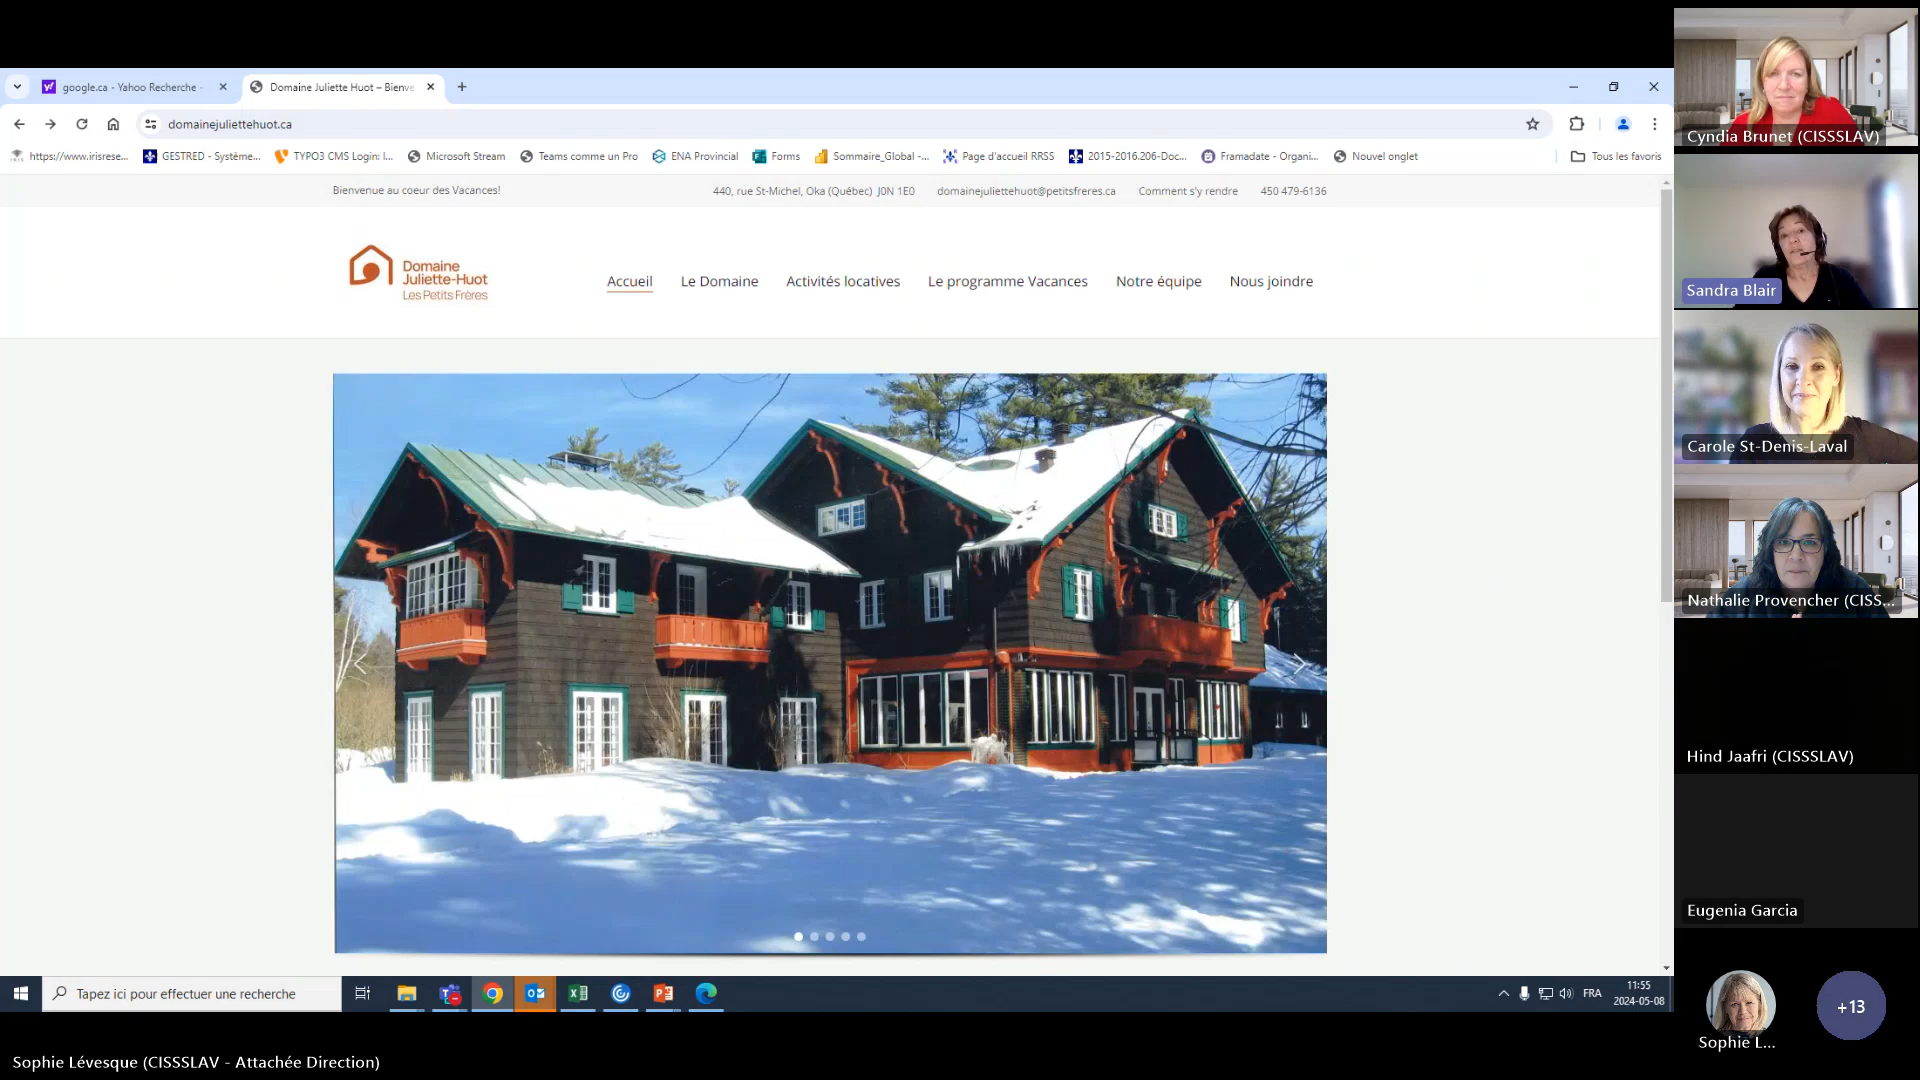 google.ca - Yahoo Recherche -
Domaine Juliette Huot – Bienve
domainejuliettehuot.ca
https://www.irisrese...
GESTRED - Système...
TYPO3 CMS Login: I...
Microsoft Stream
Teams comme un Pro
ENA Provincial
Forms
Sommaire_Global -...
Page d'accueil RRSS
2015-2016.206-Doc...
Framadate - Organi...
Nouvel onglet
Tous les favoris
Bienvenue au coeur des Vacances!
440, rue St-Michel, Oka (Québec) J0N 1E0
domainejuliettehuot@petitsfreres.ca
Comment s'y rendre
450 479-6136
Domaine
Juliette-Huot
Les Petits Frères
Accueil
Le Domaine
Activités locatives
Le programme Vacances
Notre équipe
Nous joindre
Tapez ici pour effectuer une recherche
FRA
11:55
2024-05-08
Cyndia Brunet (CISSSLAV)
Sandra Blair
Carole St-Denis-Laval
Nathalie Provencher (CISS...
Hind Jaafri (CISSSLAV)
Eugenia Garcia
Sophie L...
+13
Sophie Lévesque (CISSSLAV - Attachée Direction)